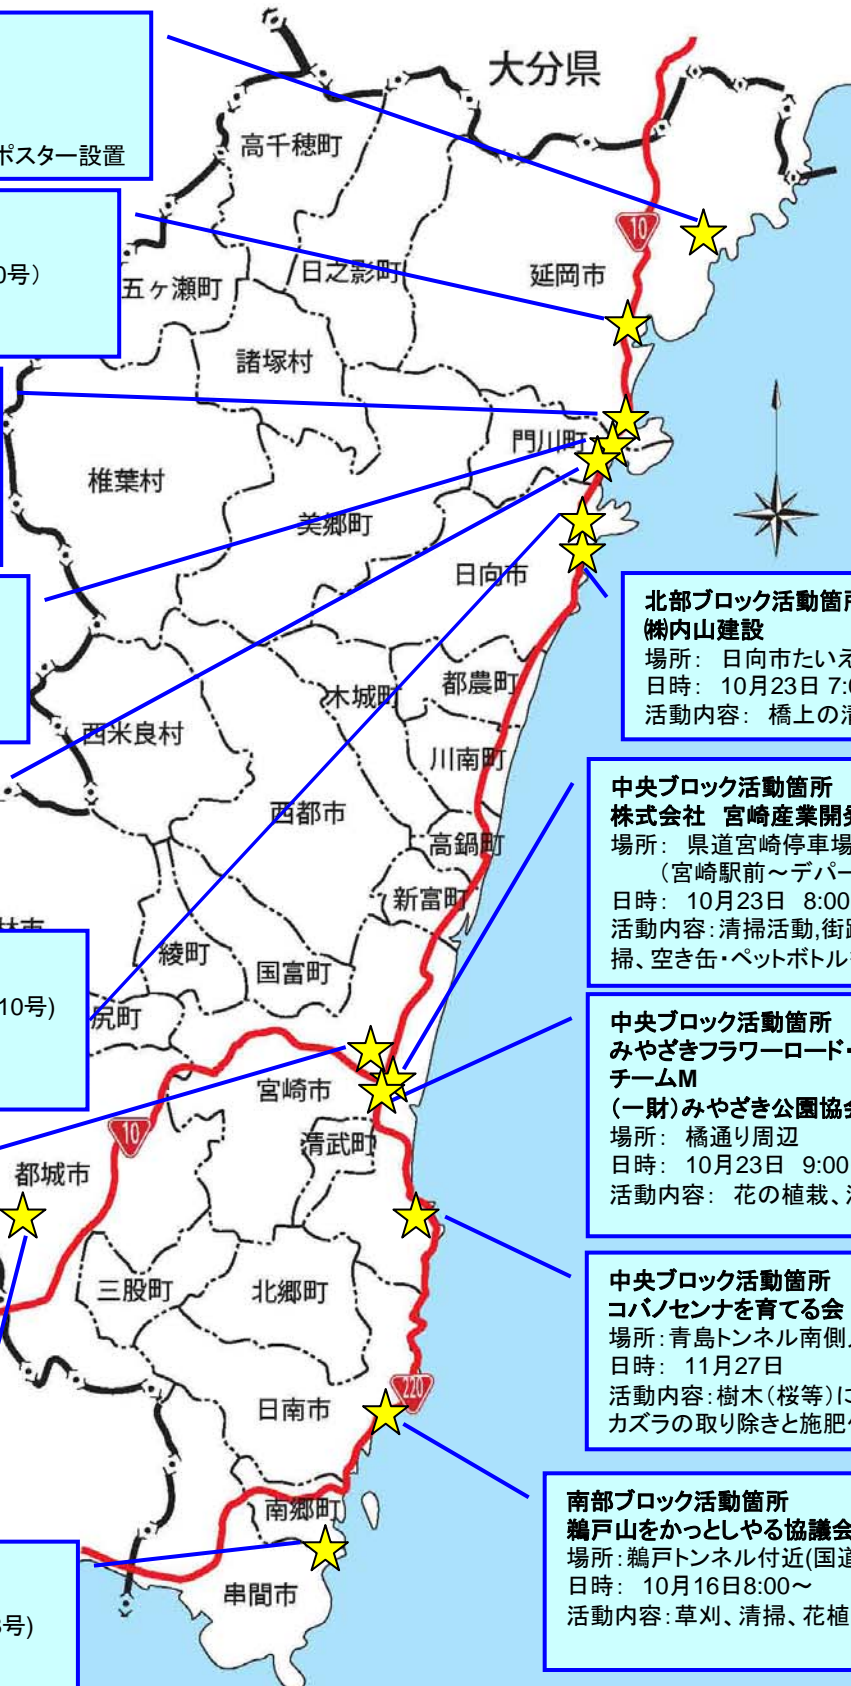 大分県
ポスター設置
高千穂町
10
0号）
五ヶ瀬町
日之影町
延岡市
諸塚村
門川町
椎葉村
美郷町
日向市
北部ブロック活動箇所
㈱内山建設
場所： 日向市たいえ
日時： 10月23日 7:0
活動内容： 橋上の清
木城町
都農町
西米良村
川南町
西都市
高鍋町
新富町
中央ブロック活動箇所
株式会社 宮崎産業開発
場所： 県道宮崎停車場
（宮崎駅前～デパー
日時： 10月23日 8:00
活動内容：清掃活動,街路
掃、空き缶・ペットボトル
林市
綾町
国富町
10号)
尻町
中央ブロック活動箇所
みやざきフラワーロード・
チームM
（一財）みやざき公園協会
場所： 橘通り周辺
日時： 10月23日 9:00
活動内容： 花の植栽、清
宮崎市
10
清武町
都城市
三股町
北郷町
中央ブロック活動箇所
コバノセンナを育てる会
場所：青島トンネル南側
日時： 11月27日
活動内容：樹木（桜等）に
カズラの取り除きと施肥
220
日南市
南郷町
南部ブロック活動箇所
鵜戸山をかっとしやる協議会
場所：鵜戸トンネル付近(国道
日時： 10月16日8:00～
活動内容：草刈、清掃、花植
号)
串間市